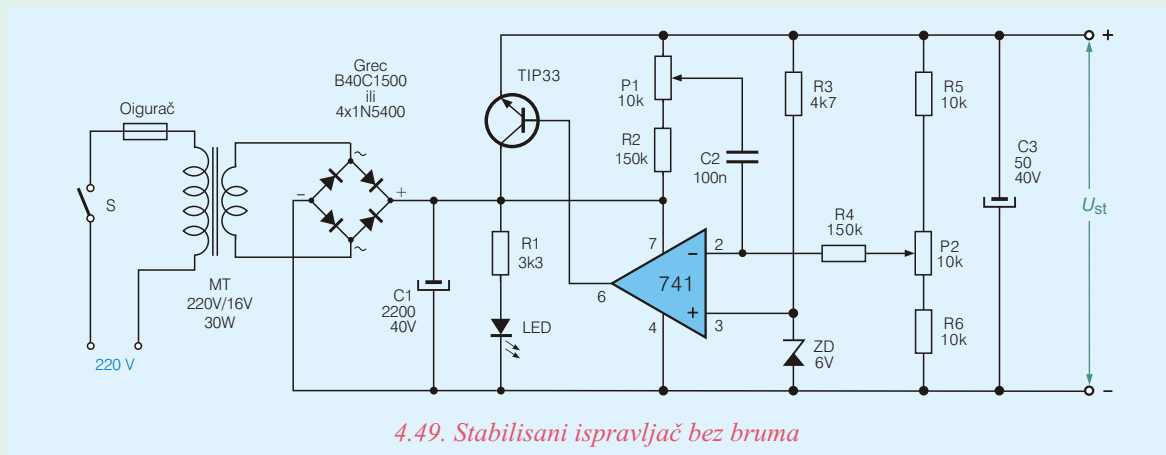 Oigurač
S
220 V
MT
220V/16V
30W
Grec
B40C1500
ili
4x1N5400
~
−
+
~
C1
2200
40V
TIP33
R1
3k3
LED
P1
10k
R2
150k
C2
100n
7
2
−
741
6
+
4
3
R3
4k7
ZD
6V
R4
150k
R5
10k
P2
10k
R6
10k
C3
50
40V
+
Ust
−
4.49. Stabilisani ispravljač bez bruma